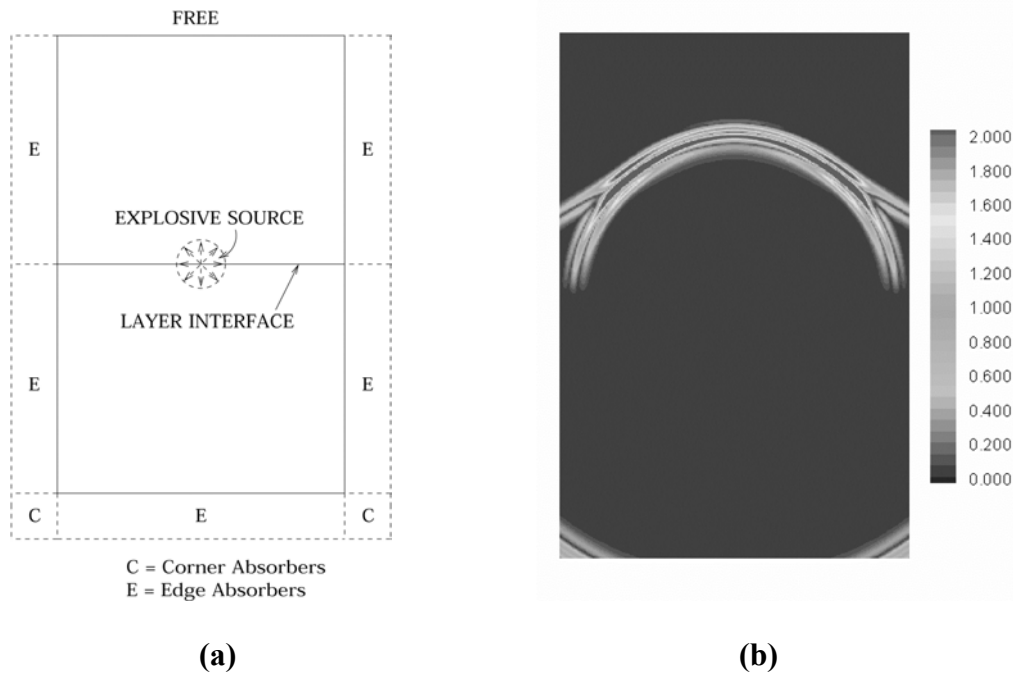 FREE
E
E
EXPLOSIVE SOURCE
LAYER INTERFACE
E
E
C
E
C
C = Corner Absorbers
E = Edge Absorbers
(a)
2.000
1.800
1.600
1.400
1.200
1.000
0.800
0.600
0.400
0.200
0.000
(b)